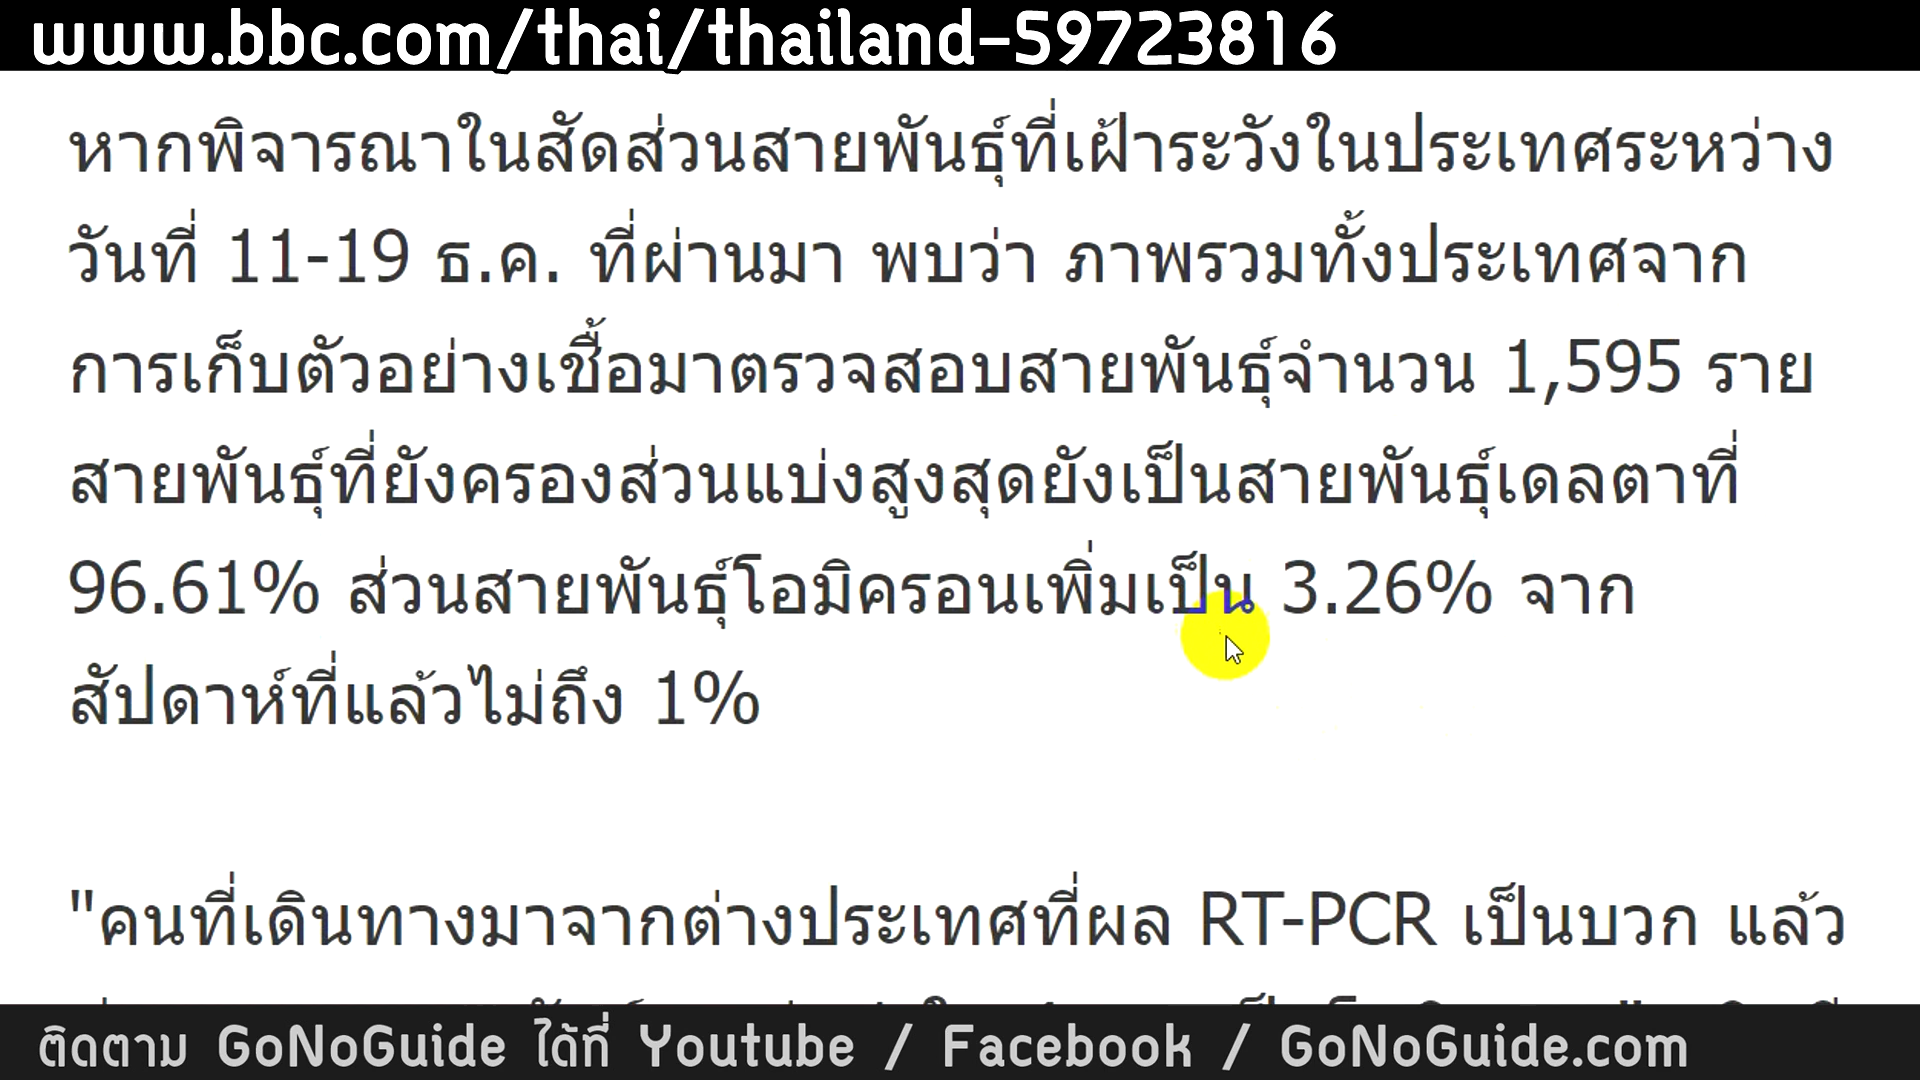 www.bbc.com/thai/thailand-59723816
หากพิจารณาในสัดส่วนสายพันธุ์ที่เฝ้าระวังในประเทศระหว่าง
วันที่ 11-19 ธ.ค. ที่ผ่านมา พบว่า ภาพรวมทั้งประเทศจาก
การเก็บตัวอย่างเชื้อมาตรวจสอบสายพันธุ์จำนวน 1,595 ราย
สายพันธุ์ที่ยังครองส่วนแบ่งสูงสุดยังเป็นสายพันธุ์เดลตาที่
96.61% ส่วนสายพันธุ์โอมิครอนเพิ่มเป็น 3.26% จาก
สัปดาห์ที่แล้วไม่ถึง 1%
"คนที่เดินทางมาจากต่างประเทศที่ผล RT-PCR เป็นบวก แล้ว
ติดตาม GoNoGuide ได้ที่ Youtube / Facebook / GoNoGuide.com